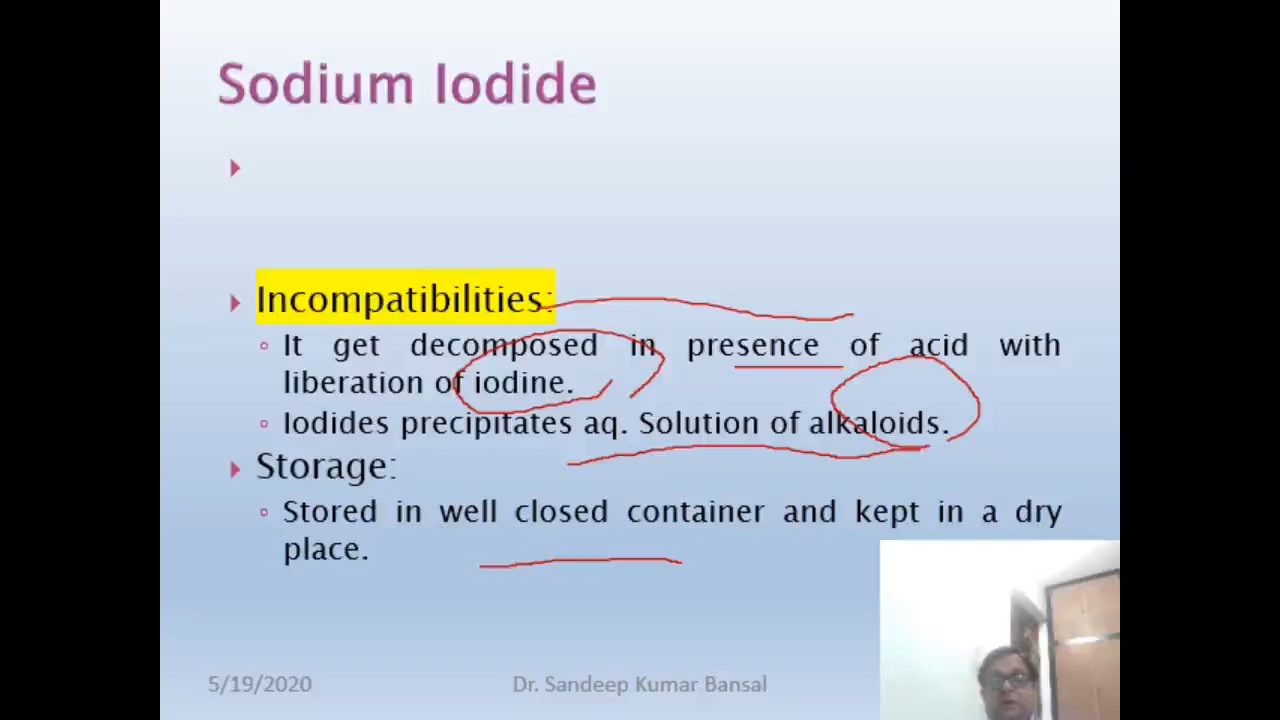 Sodium Iodide
Incompatibilities:
It get decomposed in presence of acid with
liberation of iodine.
Iodides precipitates aq. Solution of alkaloids.
Storage:
Stored in well closed container and kept in a dry
place.
5/19/2020
Dr. Sandeep Kumar Bansal